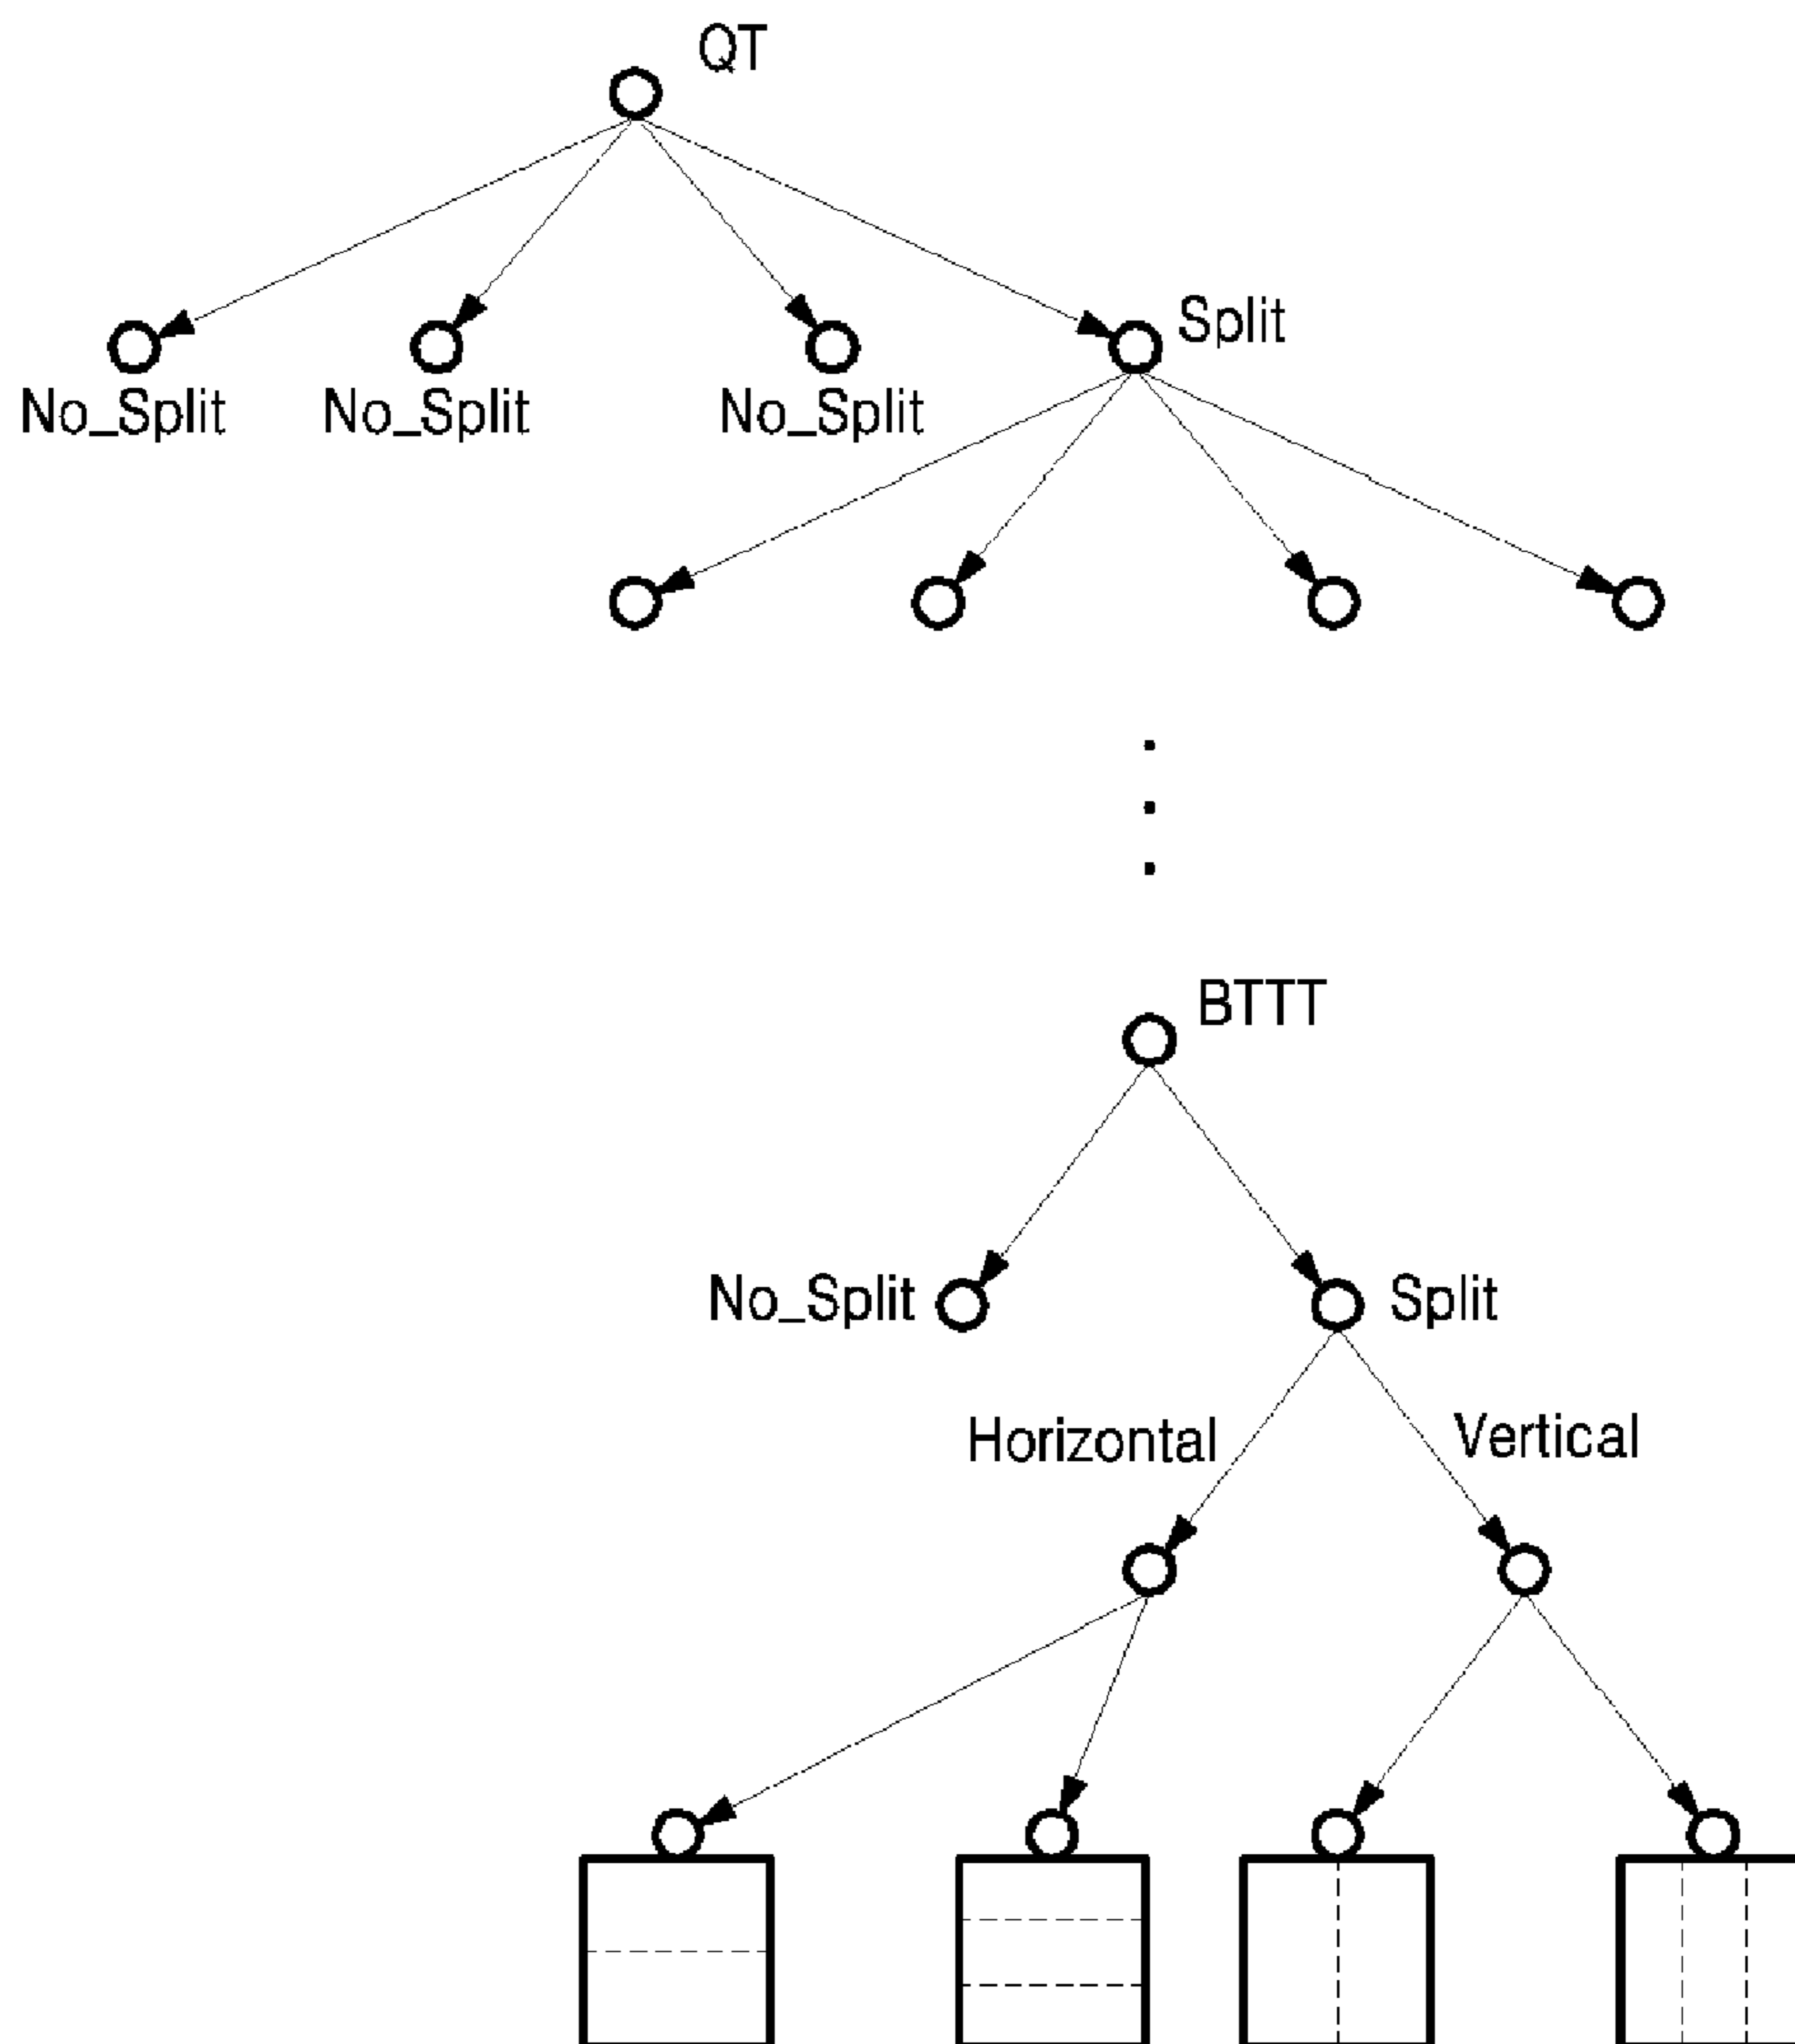 QT
Split
No_Split
No_Split
No_Split
BTTT
No_Split
Split
Horizontal
Vertical